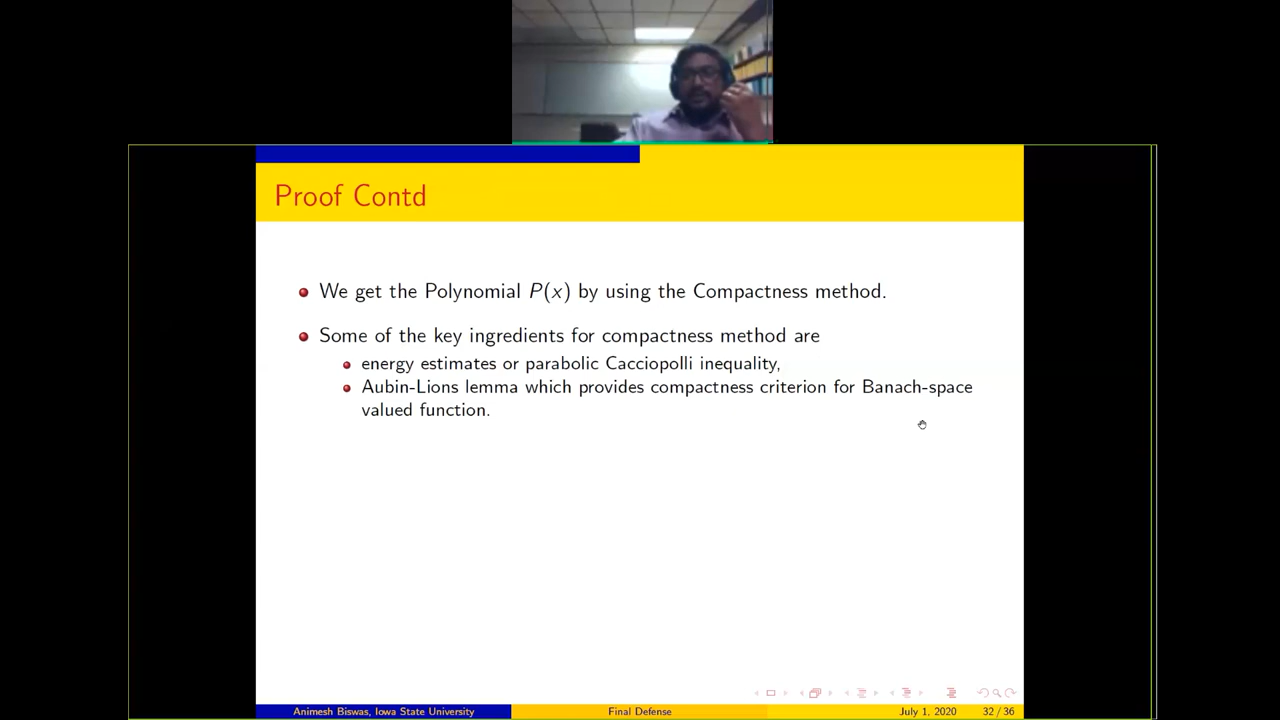 Proof Contd
We get the Polynomial P(x) by using the Compactness method.
Some of the key ingredients for compactness method are
energy estimates or parabolic Cacciopolli inequality,
Aubin-Lions lemma which provides compactness criterion for Banach-space
valued function.
Animesh Biswas, Iowa State University Final Defense July 1, 2020 32 / 36